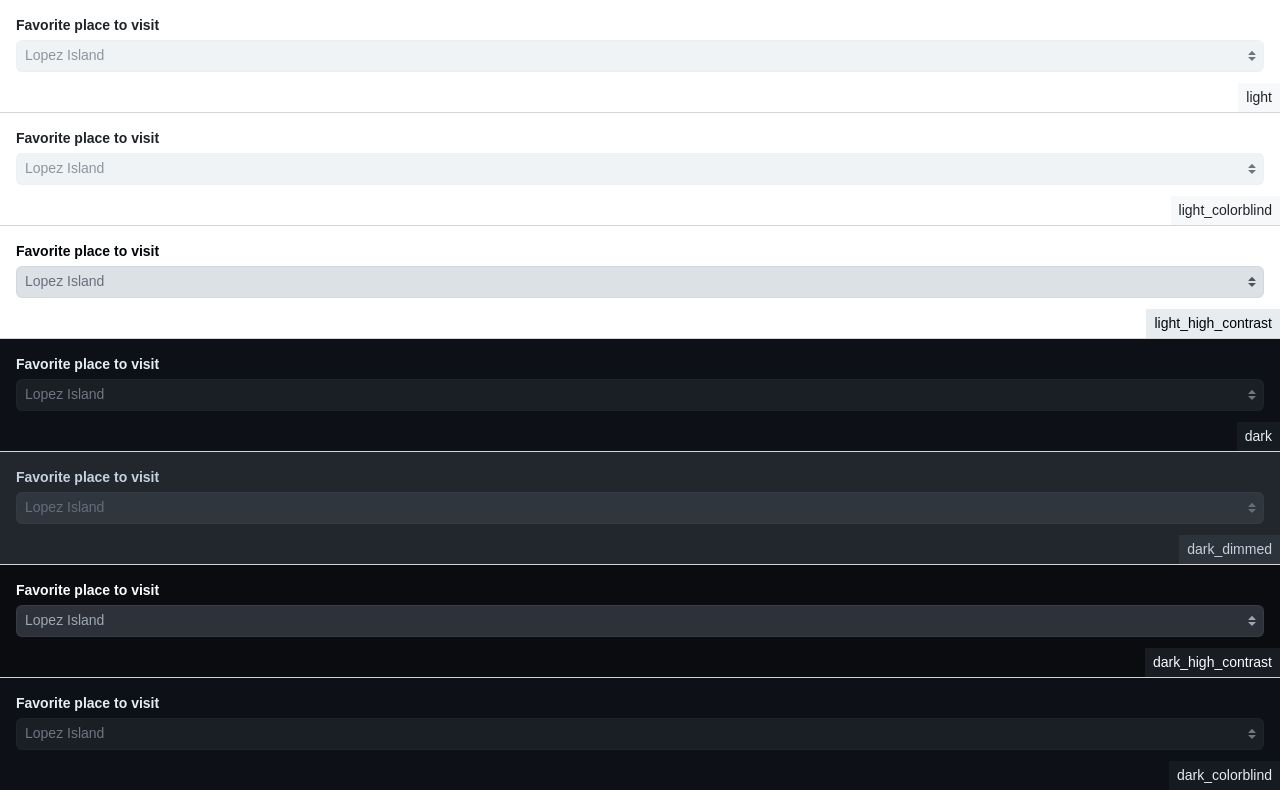 Favorite place to visit
Lopez Island
light
Favorite place to visit
Lopez Island
light_colorblind
Favorite place to visit
Lopez Island
light_high_contrast
Favorite place to visit
Lopez Island
dark
Favorite place to visit
Lopez Island
dark_dimmed
Favorite place to visit
Lopez Island
dark_high_contrast
Favorite place to visit
Lopez Island
dark_colorblind